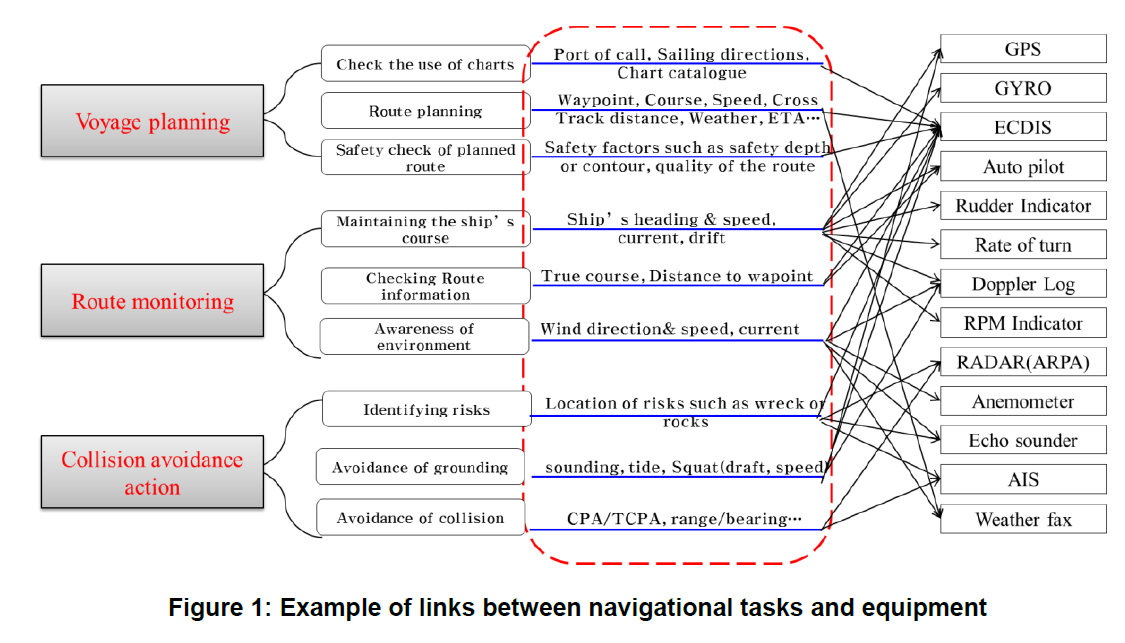 Voyage planning
Check the use of charts
Port of call, Sailing directions,
Chart catalogue
Route planning
Waypoint, Course, Speed, Cross
Track distance, Weather, ETA…
Safety check of planned
route
Safety factors such as safety depth
or contour, quality of the route
Route monitoring
Maintaining the ship’s
course
Ship’s heading & speed,
current, drift
Checking Route
information
True course, Distance to wapoint
Awareness of
environment
Wind direction& speed, current
Collision avoidance
action
Identifying risks
Location of risks such as wreck or
rocks
Avoidance of grounding
sounding, tide, Squat(draft, speed)
Avoidance of collision
CPA/TCPA, range/bearing…
GPS
GYRO
ECDIS
Auto pilot
Rudder Indicator
Rate of turn
Doppler Log
RPM Indicator
RADAR(ARPA)
Anemometer
Echo sounder
AIS
Weather fax
Figure 1: Example of links between navigational tasks and equipment